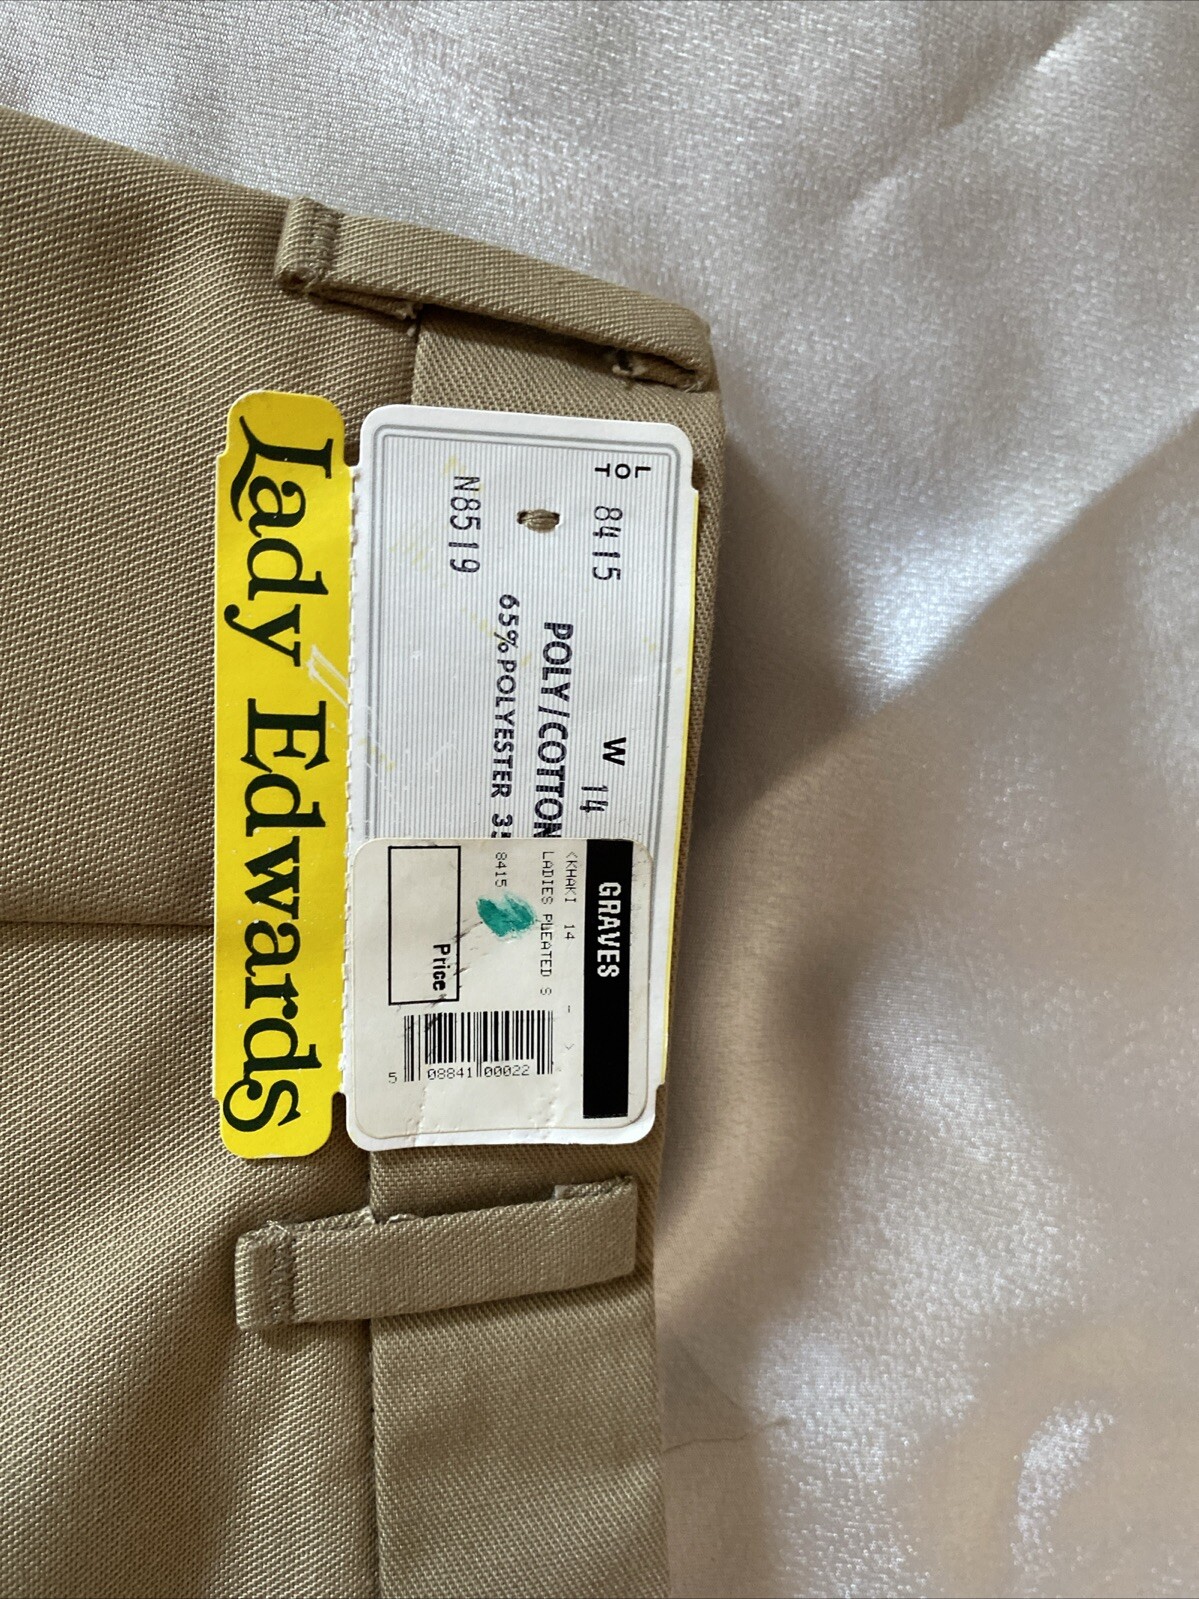 Lady Edwards
LOT 8415
W 14
POLY/COTTON
65% POLYESTER
N8519
GRAVES
<KHAKI 14 - >
LADIES PLEATED S
8415
Price
5 08841 00022